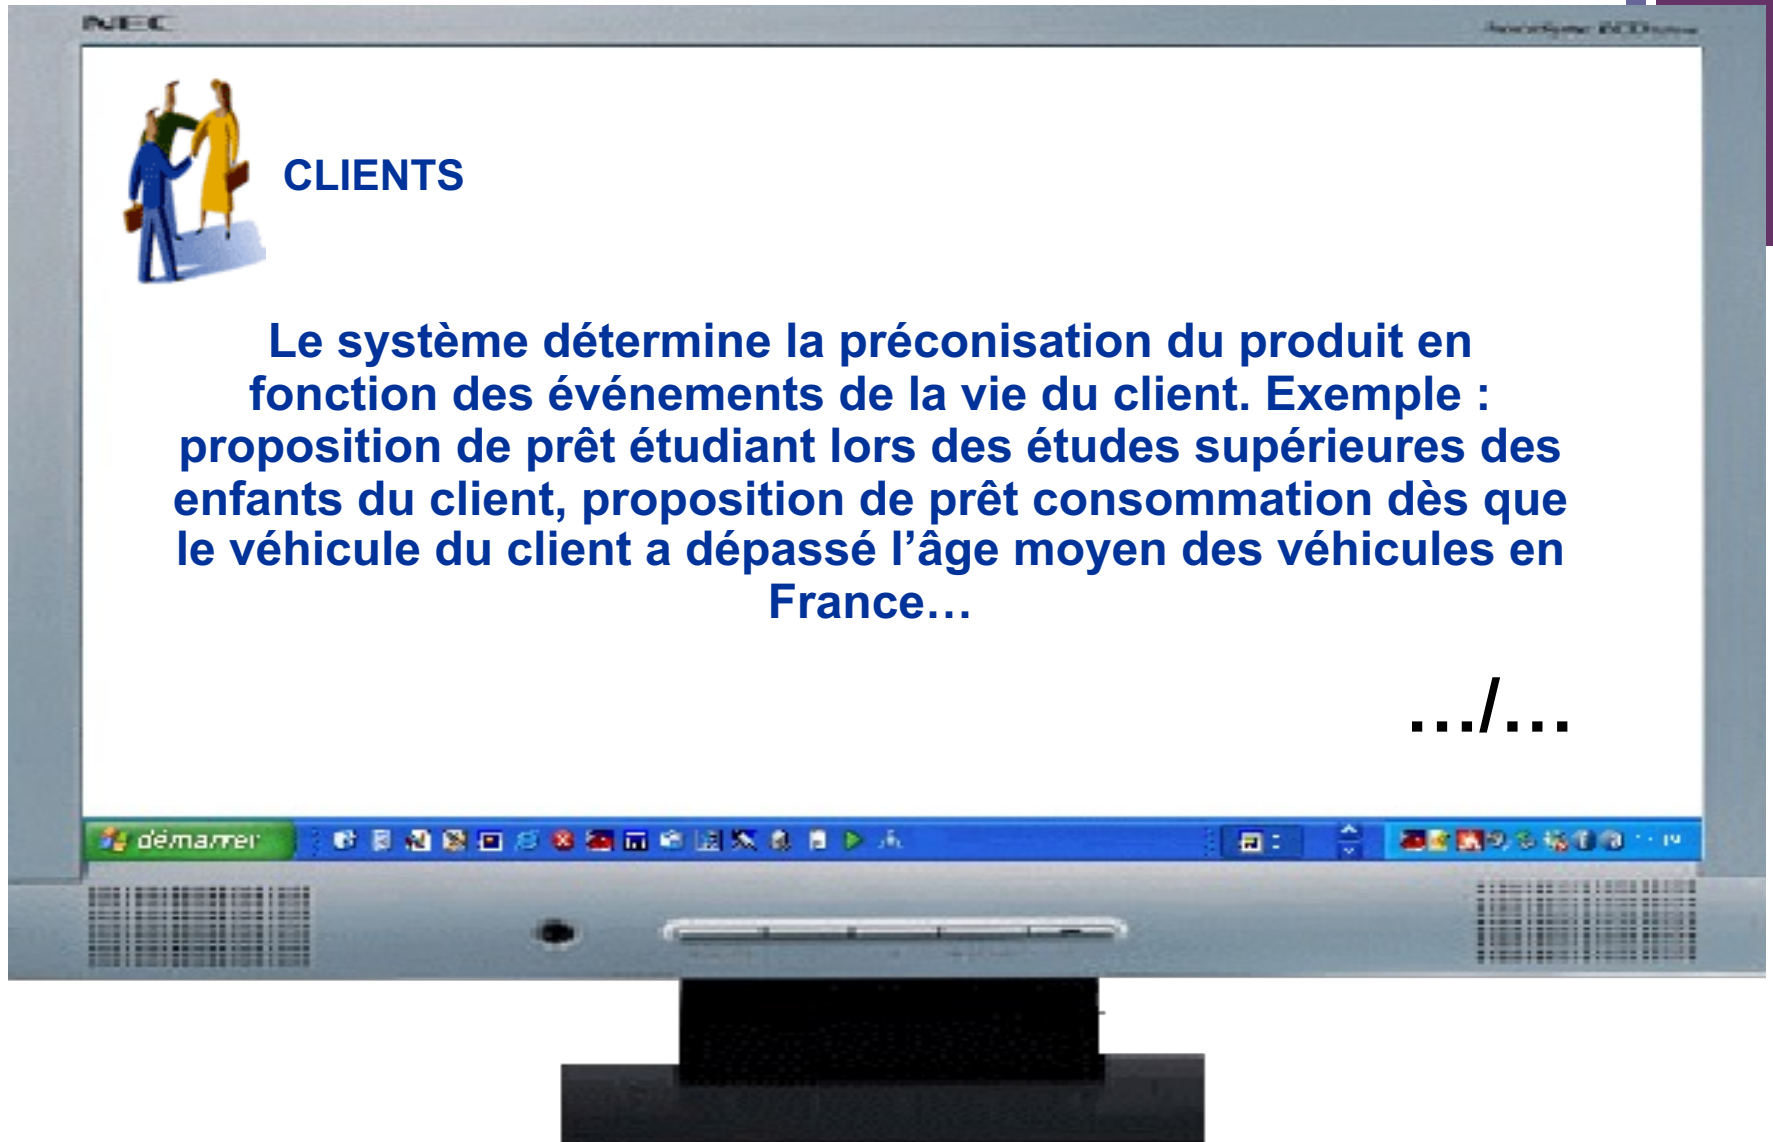 NEC
CLIENTS
Le système détermine la préconisation du produit en
fonction des événements de la vie du client. Exemple :
proposition de prêt étudiant lors des études supérieures des
enfants du client, proposition de prêt consommation dès que
le véhicule du client a dépassé l’âge moyen des véhicules en
France…
…/…
démarrer